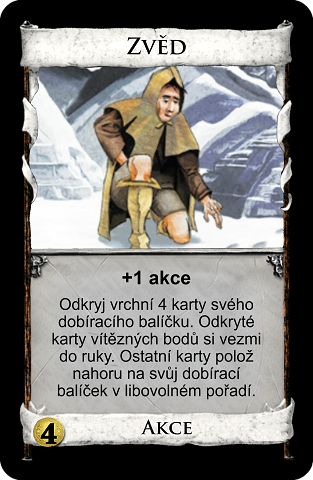 Zvěd
+1 akce
Odkryj vrchní 4 karty svého
dobíracího balíčku. Odkryté
karty vítězných bodů si vezmi
do ruky. Ostatní karty polož
nahoru na svůj dobírací
balíček v libovolném pořadí.
4
Akce